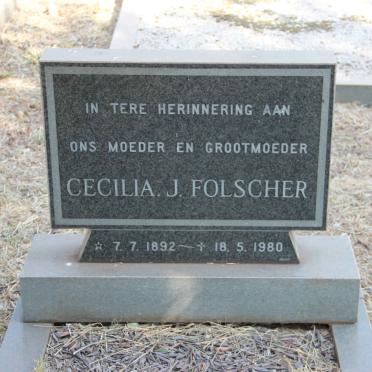 IN TERE HERINNERING AAN
ONS MOEDER EN GROOTMOEDER
CECILIA. J. FOLSCHER
☆ 7. 7. 1892 ~ ✝ 18. 5. 1980